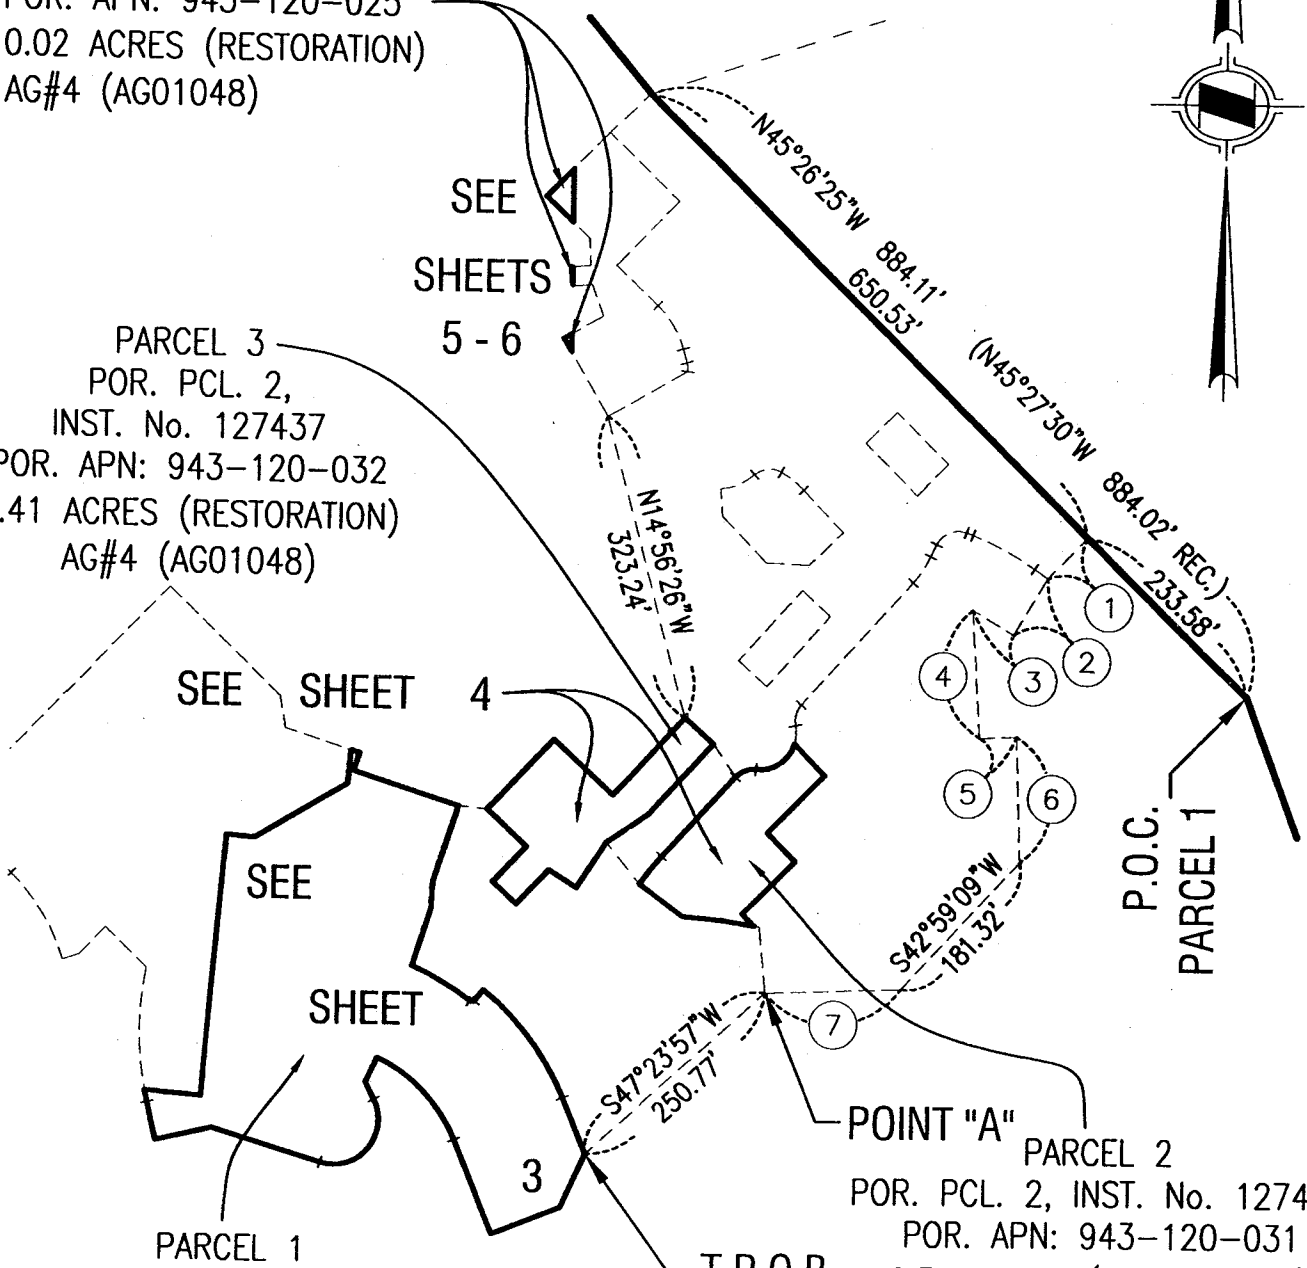 POR. APN: 943-120-025
0.02 ACRES (RESTORATION)
AG#4 (AG01048)
N45°26'25"W 884.11'
650.53'
(N45°27'30"W 884.02' REC.)
233.58'
SEE
SHEETS
5 - 6
PARCEL 3
POR. PCL. 2,
INST. No. 127437
POR. APN: 943-120-032
.41 ACRES (RESTORATION)
AG#4 (AG01048)
N14°56'26"W
323.24'
1
2
3
4
5
6
7
SEE SHEET 4
P.O.C.
PARCEL 1
SEE
SHEET
3
S42°59'09"W
181.32'
S47°23'57"W
250.77'
POINT "A"
PARCEL 2
POR. PCL. 2, INST. No. 1274
POR. APN: 943-120-031
PARCEL 1
T.P.O.B.